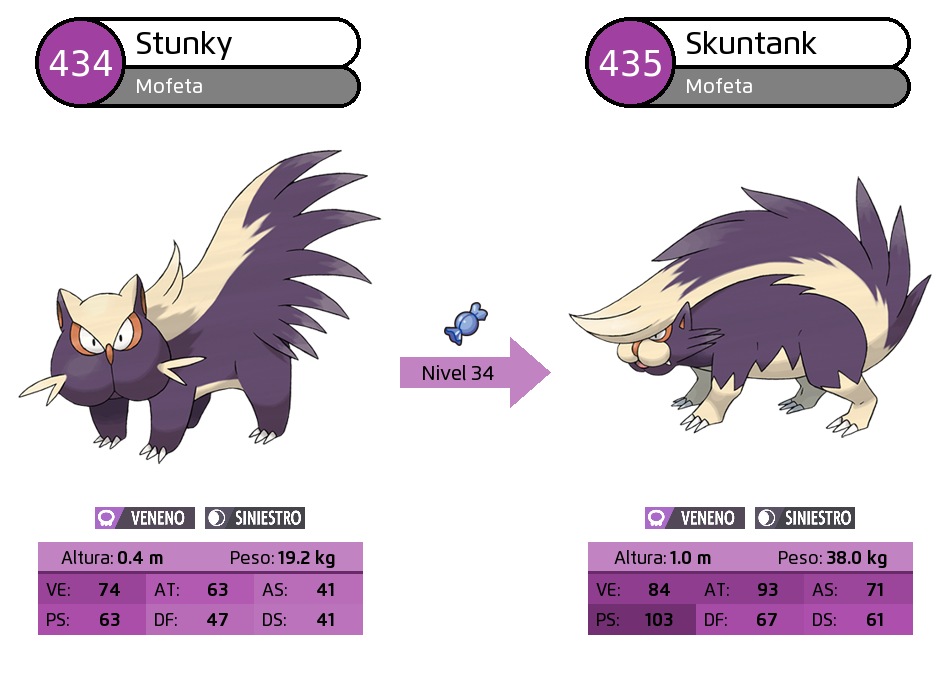 434
Stunky
Mofeta
435
Skuntank
Mofeta
Nivel 34
VENENO SINIESTRO
Altura: 0.4 m Peso: 19.2 kg
VE: 74 AT: 63 AS: 41
PS: 63 DF: 47 DS: 41
VENENO SINIESTRO
Altura: 1.0 m Peso: 38.0 kg
VE: 84 AT: 93 AS: 71
PS: 103 DF: 67 DS: 61